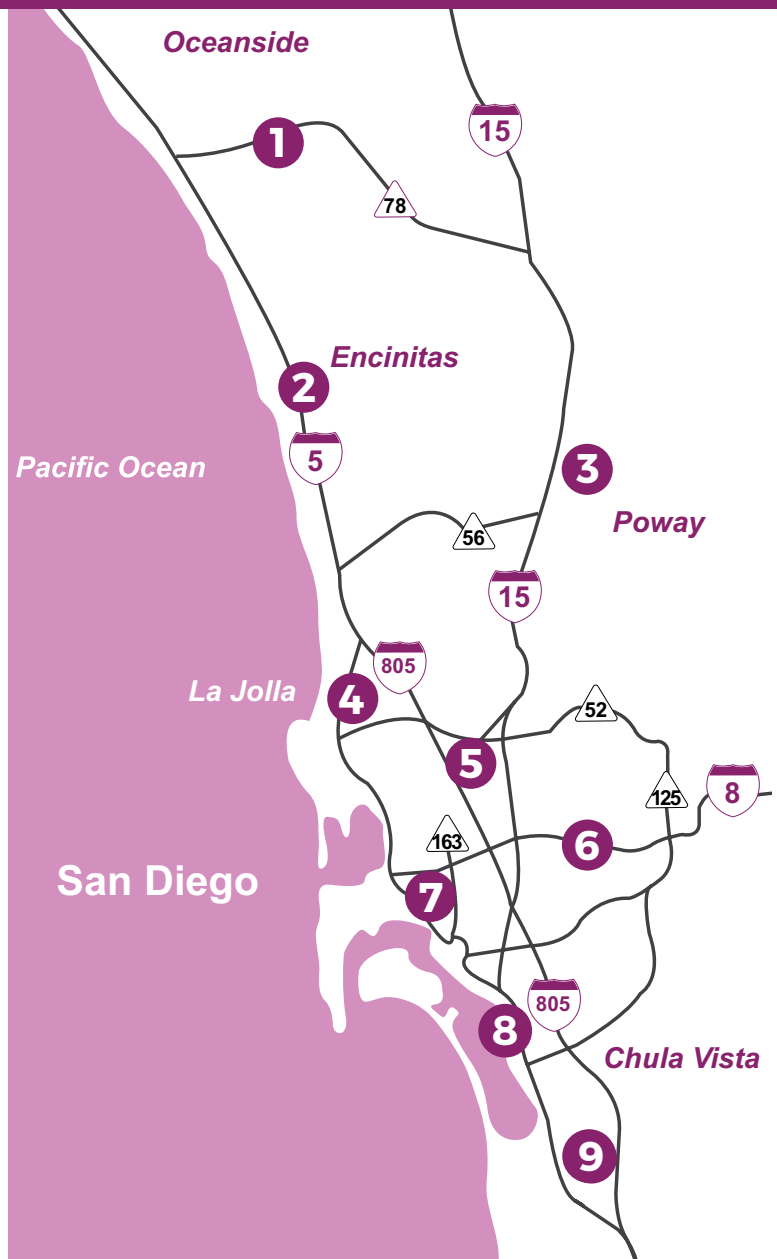 Oceanside
15
1
78
Encinitas
2
5
Pacific Ocean
3
Poway
56
15
805
La Jolla
4
52
5
125
8
163
6
San Diego
7
805
8
Chula Vista
9